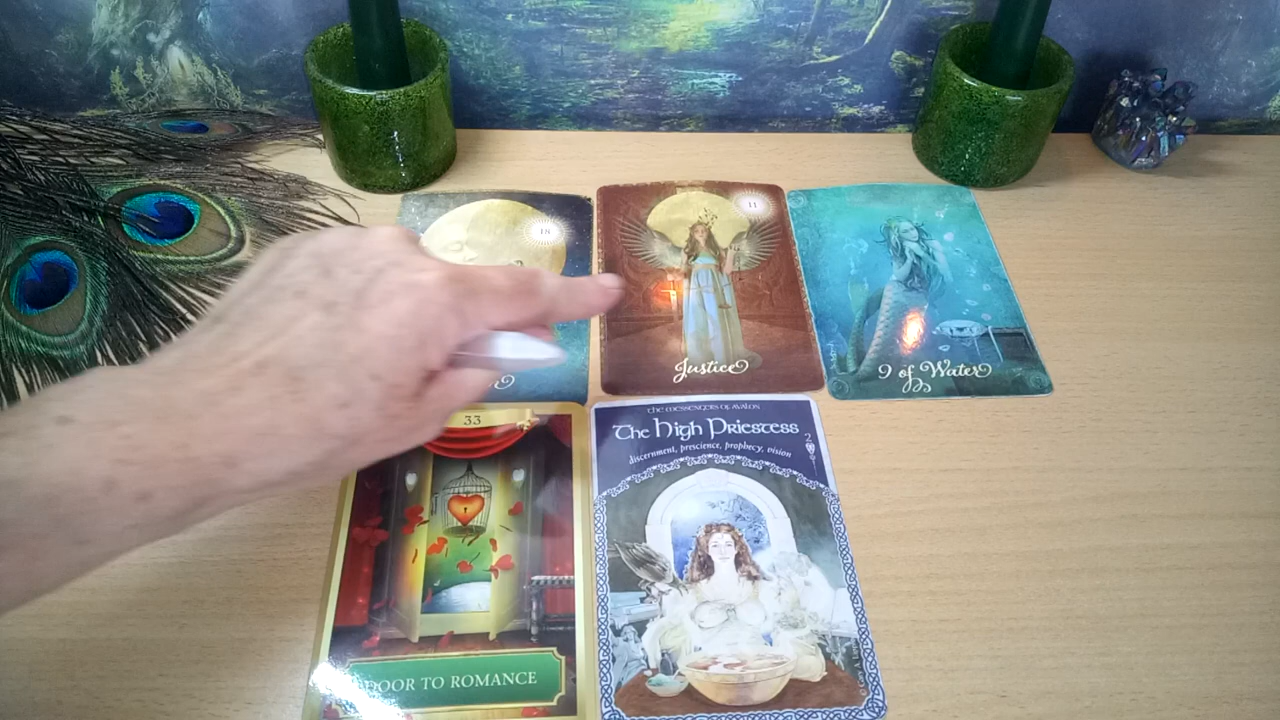 18
11
Justice
9 of Water
33
DOOR TO ROMANCE
the messengers of avalon
The High Priestess
2
discernment, prescience, prophecy, vision